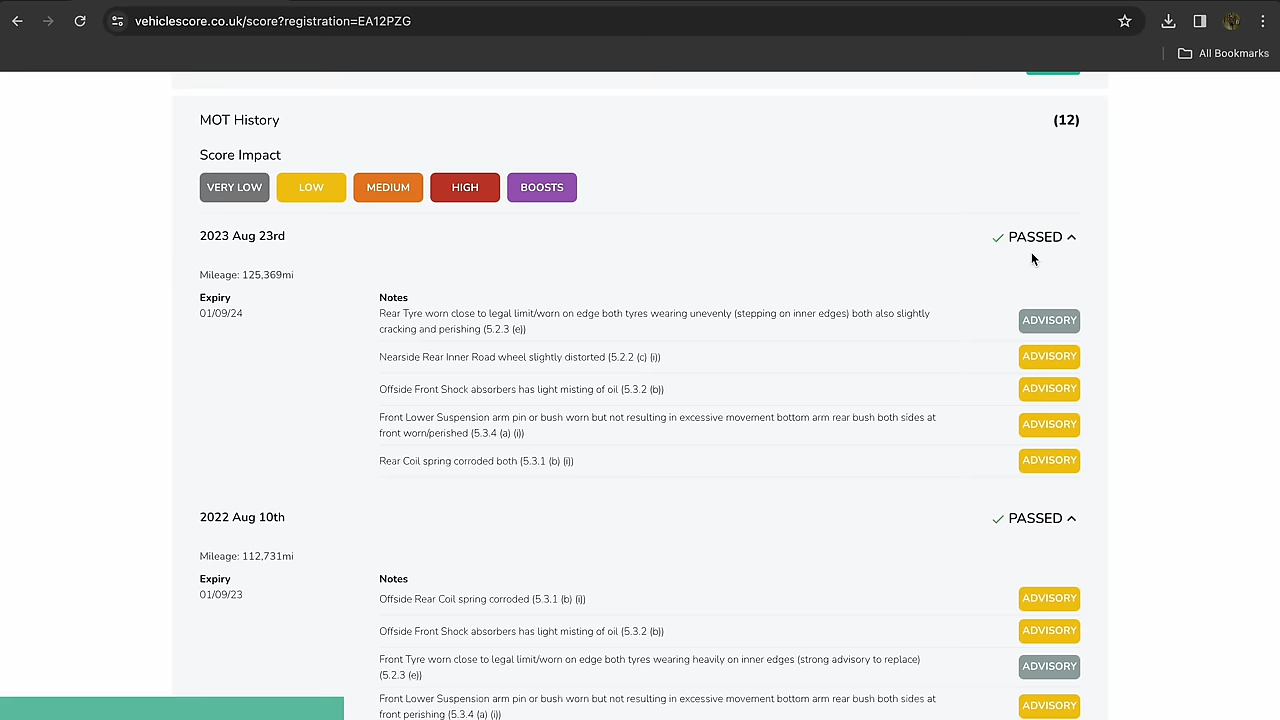 vehiclescore.co.uk/score?registration=EA12PZG
All Bookmarks
MOT History (12)
Score Impact
VERY LOW LOW MEDIUM HIGH BOOSTS
2023 Aug 23rd PASSED
Mileage: 125,369mi
Expiry Notes
01/09/24
Rear Tyre worn close to legal limit/worn on edge both tyres wearing unevenly (stepping on inner edges) both also slightly
cracking and perishing (5.2.3 (e))
ADVISORY
Nearside Rear Inner Road wheel slightly distorted (5.2.2 (c) (i)) ADVISORY
Offside Front Shock absorbers has light misting of oil (5.3.2 (b)) ADVISORY
Front Lower Suspension arm pin or bush worn but not resulting in excessive movement bottom arm rear bush both sides at
front worn/perished (5.3.4 (a) (i))
ADVISORY
Rear Coil spring corroded both (5.3.1 (b) (i)) ADVISORY
2022 Aug 10th PASSED
Mileage: 112,731mi
Expiry Notes
01/09/23
Offside Rear Coil spring corroded (5.3.1 (b) (i)) ADVISORY
Offside Front Shock absorbers has light misting of oil (5.3.2 (b)) ADVISORY
Front Tyre worn close to legal limit/worn on edge both tyres wearing heavily on inner edges (strong advisory to replace)
(5.2.3 (e))
ADVISORY
Front Lower Suspension arm pin or bush worn but not resulting in excessive movement bottom arm rear bush both sides at
front perishing (5.3.4 (a) (i))
ADVISORY